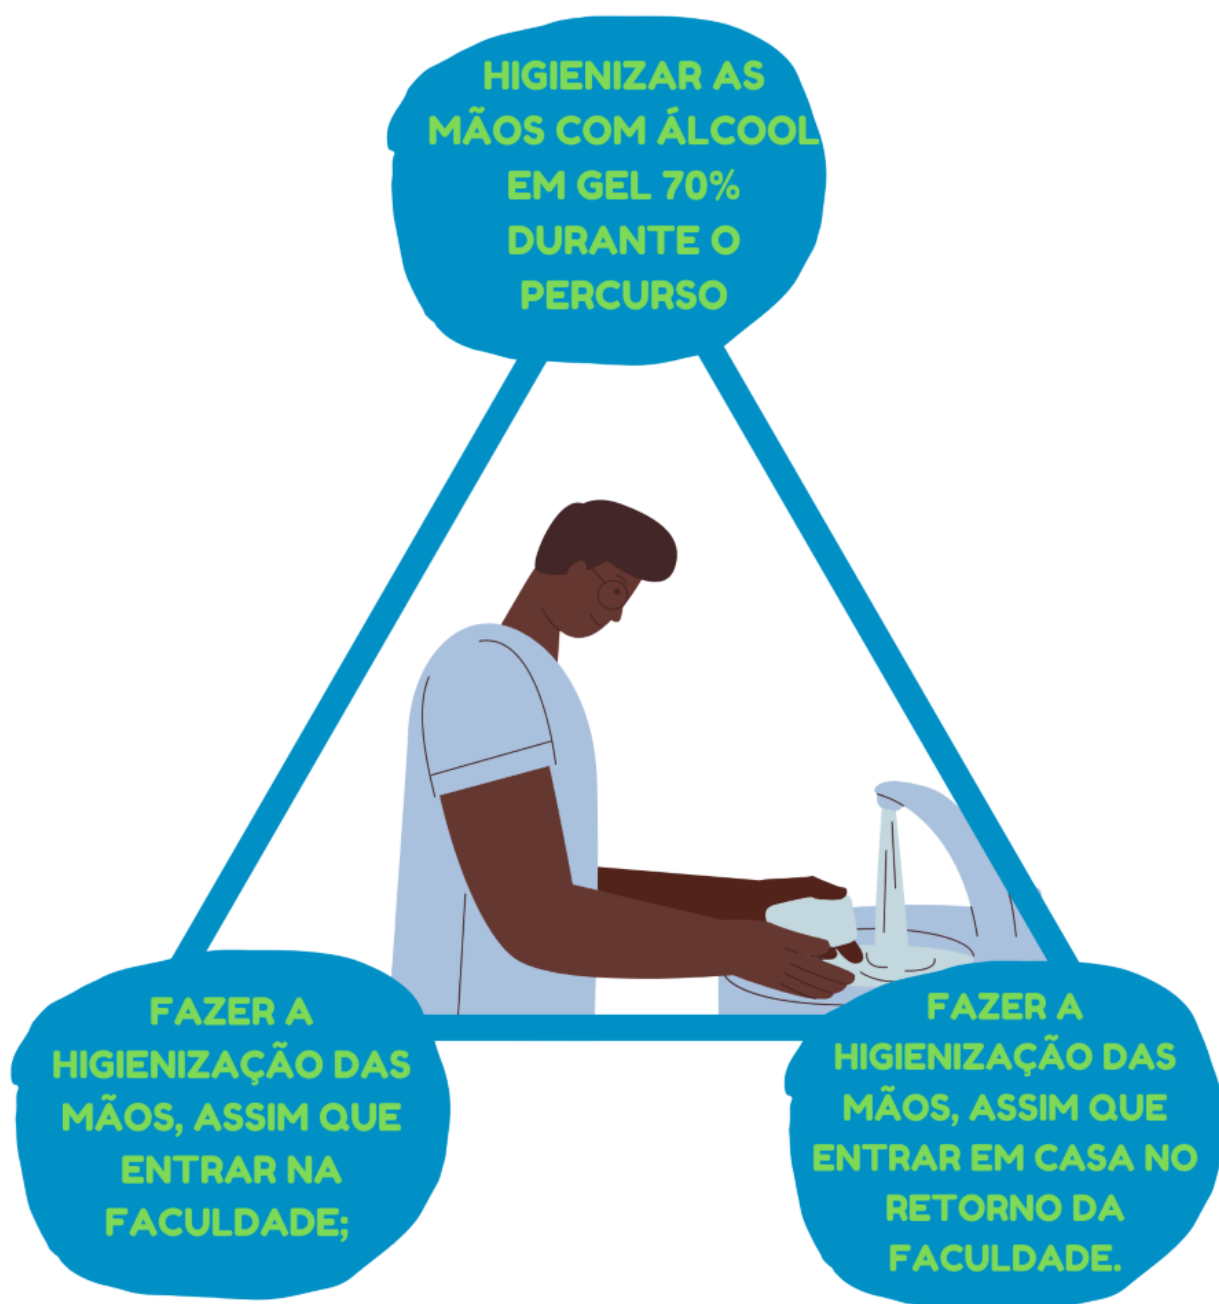 HIGIENIZAR AS
MÃOS COM ÁLCOOL
EM GEL 70%
DURANTE O
PERCURSO
FAZER A
HIGIENIZAÇÃO DAS
MÃOS, ASSIM QUE
ENTRAR NA
FACULDADE;
FAZER A
HIGIENIZAÇÃO DAS
MÃOS, ASSIM QUE
ENTRAR EM CASA NO
RETORNO DA
FACULDADE.